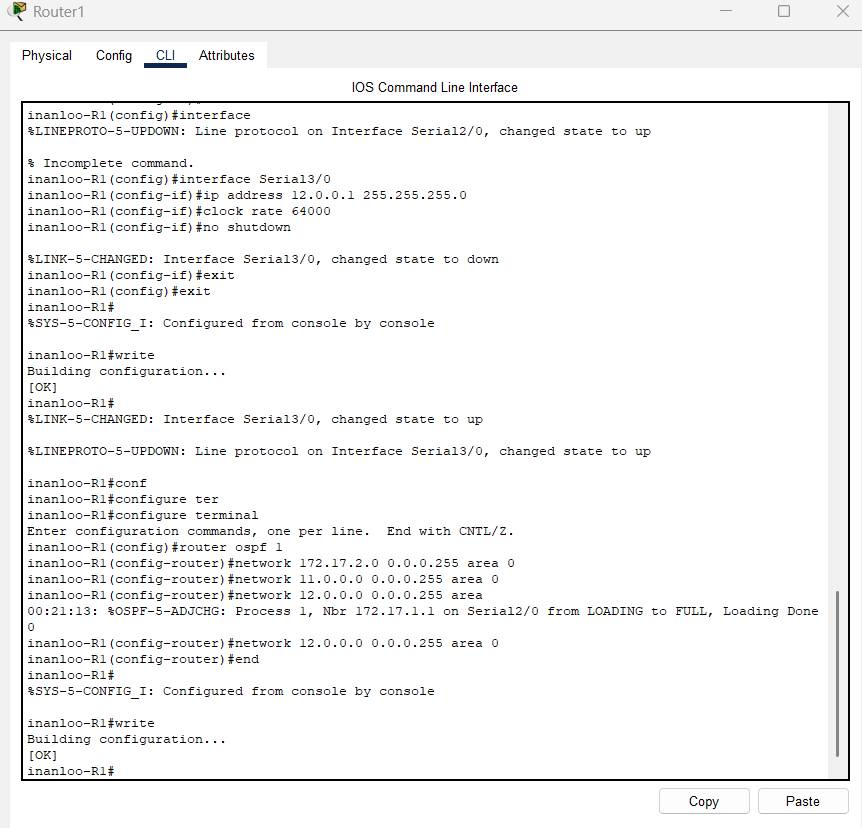 Router1
Physical Config CLI Attributes
IOS Command Line Interface
inanloo-R1(config)#interface
%LINEPROTO-5-UPDOWN: Line protocol on Interface Serial2/0, changed state to up
% Incomplete command.
inanloo-R1(config)#interface Serial3/0
inanloo-R1(config-if)#ip address 12.0.0.1 255.255.255.0
inanloo-R1(config-if)#clock rate 64000
inanloo-R1(config-if)#no shutdown
%LINK-5-CHANGED: Interface Serial3/0, changed state to down
inanloo-R1(config-if)#exit
inanloo-R1(config)#exit
inanloo-R1#
%SYS-5-CONFIG_I: Configured from console by console
inanloo-R1#write
Building configuration...
[OK]
inanloo-R1#
%LINK-5-CHANGED: Interface Serial3/0, changed state to up
%LINEPROTO-5-UPDOWN: Line protocol on Interface Serial3/0, changed state to up
inanloo-R1#conf
inanloo-R1#configure ter
inanloo-R1#configure terminal
Enter configuration commands, one per line.  End with CNTL/Z.
inanloo-R1(config)#router ospf 1
inanloo-R1(config-router)#network 172.17.2.0 0.0.0.255 area 0
inanloo-R1(config-router)#network 11.0.0.0 0.0.0.255 area 0
inanloo-R1(config-router)#network 12.0.0.0 0.0.0.255 area
00:21:13: %OSPF-5-ADJCHG: Process 1, Nbr 172.17.1.1 on Serial2/0 from LOADING to FULL, Loading Done
0
inanloo-R1(config-router)#network 12.0.0.0 0.0.0.255 area 0
inanloo-R1(config-router)#end
inanloo-R1#
%SYS-5-CONFIG_I: Configured from console by console
inanloo-R1#write
Building configuration...
[OK]
inanloo-R1#
Copy Paste